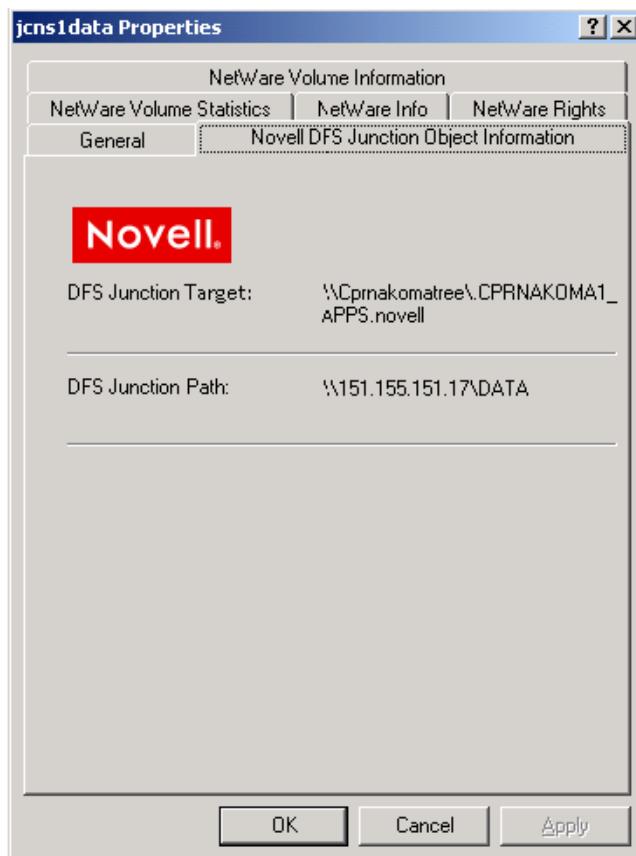 jcns1data Properties
NetWare Volume Information
NetWare Volume Statistics
NetWare Info
NetWare Rights
General
Novell DFS Junction Object Information
Novell.
DFS Junction Target:
\\Cprnakomatree\.CPRNAKOMA1_
APPS.novell
DFS Junction Path:
\\151.155.151.17\DATA
OK
Cancel
Apply